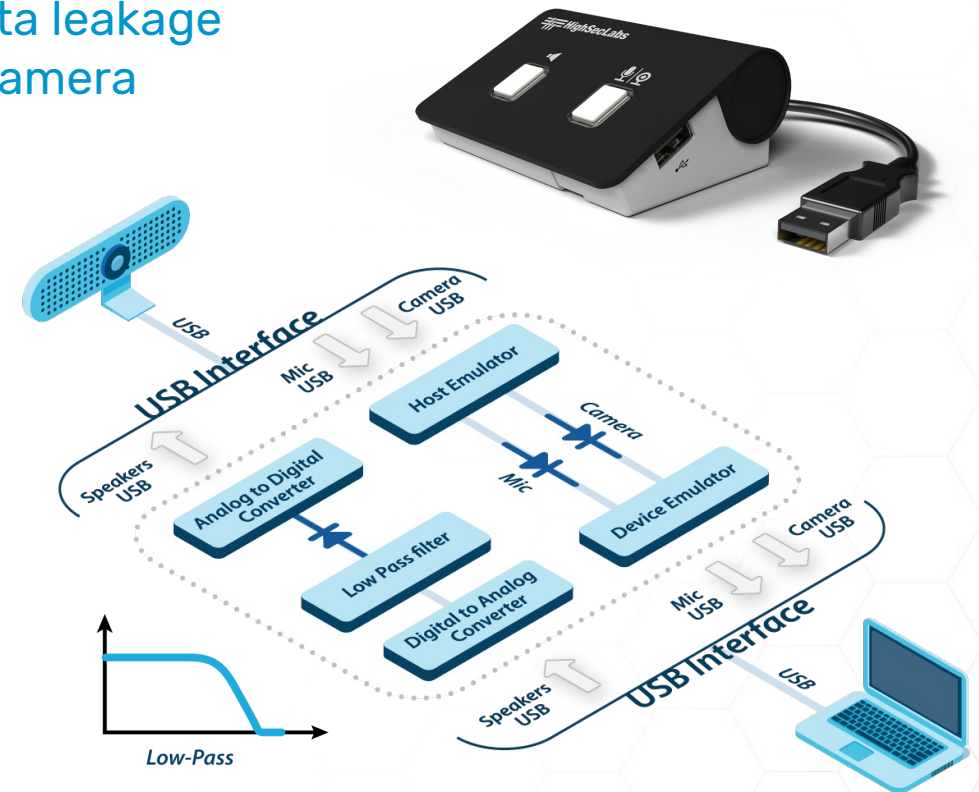 ta leakage
amera
HighSecLabs
USB
USB Interface
Camera
USB
Mic
USB
Speakers
USB
Host Emulator
Camera
Mic
Analog to Digital
Converter
Device Emulator
Low Pass filter
Digital to Analog
Converter
Camera
USB
Mic
USB
USB Interface
USB
Speakers
USB
Low-Pass